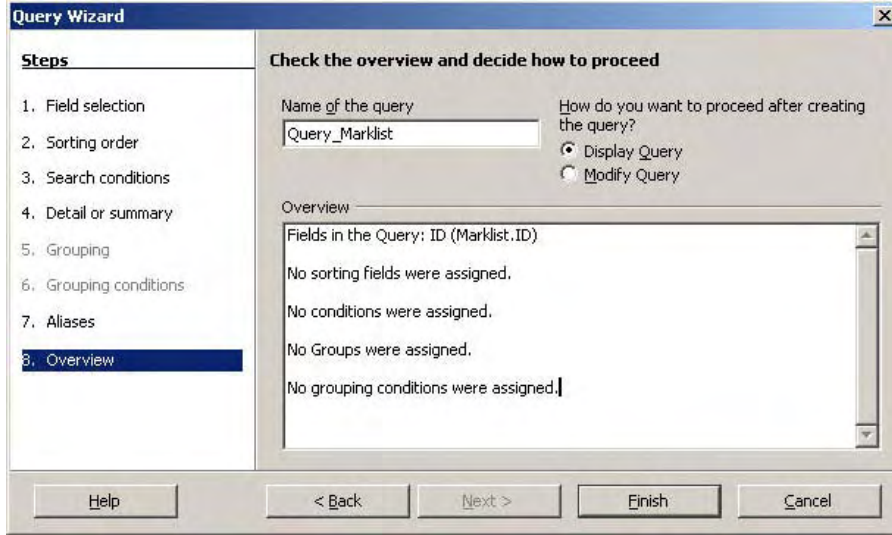 Query Wizard
Steps
1. Field selection
2. Sorting order
3. Search conditions
4. Detail or summary
5. Grouping
6. Grouping conditions
7. Aliases
8. Overview
Check the overview and decide how to proceed
Name of the query
Query_Marklist
How do you want to proceed after creating
the query?
Display Query
Modify Query
Overview
Fields in the Query: ID (Marklist.ID)
No sorting fields were assigned.
No conditions were assigned.
No Groups were assigned.
No grouping conditions were assigned.
Help
< Back
Next >
Finish
Cancel